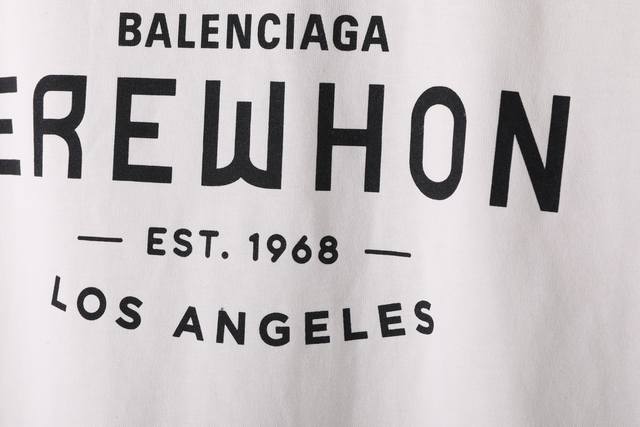 BALENCIAGA
EREWHON
— EST. 1968 —
LOS ANGELES